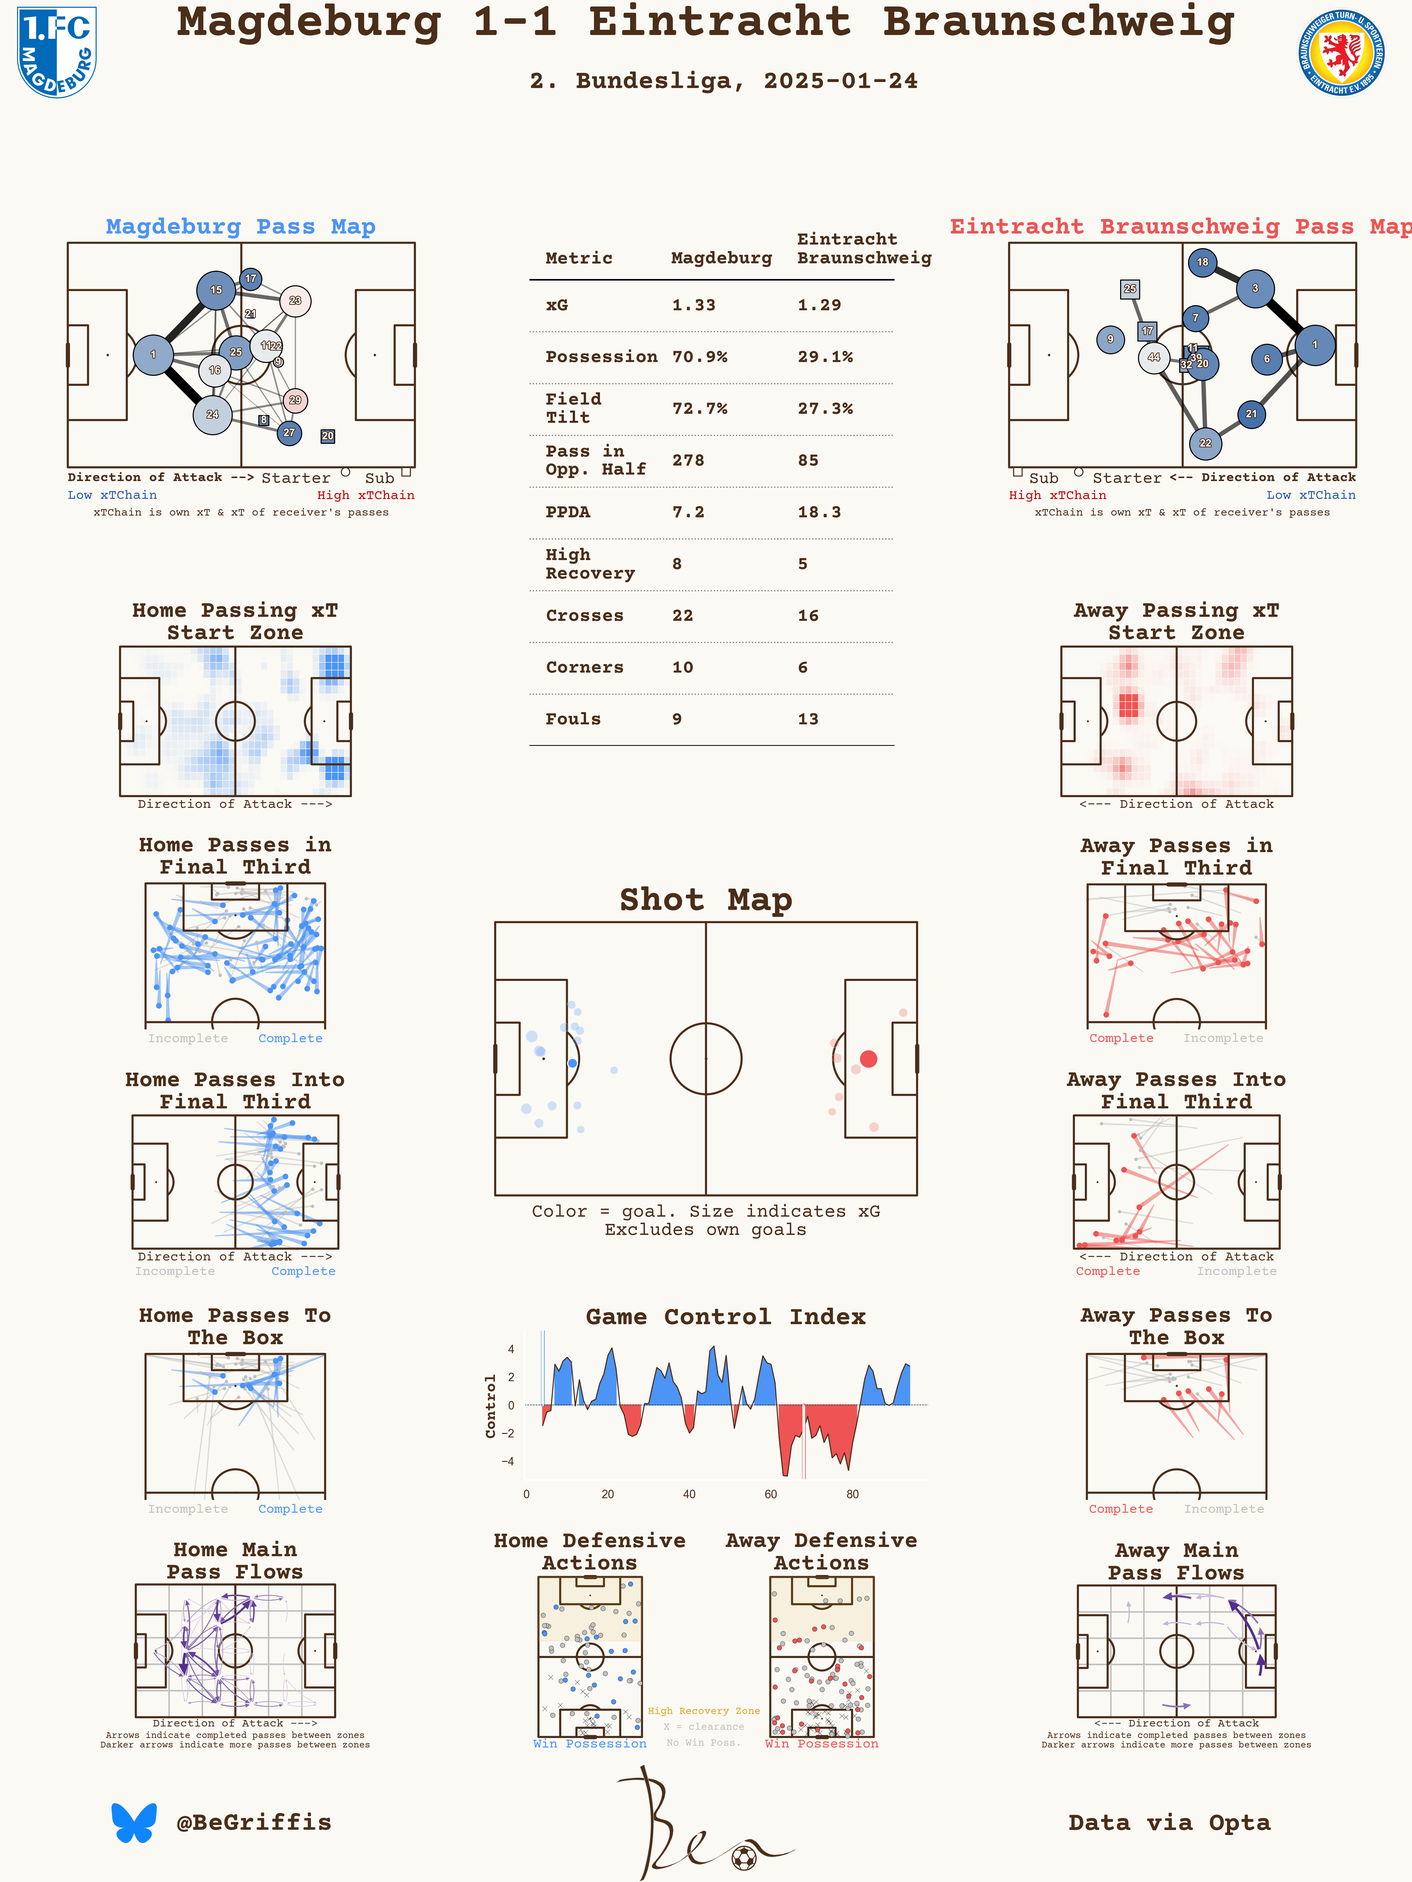 Magdeburg 1-1 Eintracht Braunschweig
2. Bundesliga, 2025-01-24
1.FC
MAGDEBURG
BRAUNSCHWEIGER TURN- U. SPORTVEREIN
EINTRACHT E.V. 1895
Magdeburg Pass Map
15
17
23
21
1
25
11
22
9
16
24
29
8
27
20
Direction of Attack --> Starter Sub
Low xTChain High xTChain
xTChain is own xT & xT of receiver's passes
Metric Magdeburg Eintracht Braunschweig
xG 1.33 1.29
Possession 70.9% 29.1%
Field Tilt 72.7% 27.3%
Pass in Opp. Half 278 85
PPDA 7.2 18.3
High Recovery 8 5
Crosses 22 16
Corners 10 6
Fouls 9 13
Eintracht Braunschweig Pass Map
18
25
3
7
17
9
1
11
44
39
32
20
6
21
22
Sub Starter <-- Direction of Attack
High xTChain Low xTChain
xTChain is own xT & xT of receiver's passes
Home Passing xT
Start Zone
Direction of Attack --->
Away Passing xT
Start Zone
<--- Direction of Attack
Home Passes in
Final Third
Incomplete Complete
Away Passes in
Final Third
Complete Incomplete
Shot Map
Color = goal. Size indicates xG
Excludes own goals
Home Passes Into
Final Third
Direction of Attack --->
Incomplete Complete
Away Passes Into
Final Third
<--- Direction of Attack
Complete Incomplete
Home Passes To
The Box
Incomplete Complete
Game Control Index
Control
4
2
0
−2
−4
0 20 40 60 80
Away Passes To
The Box
Complete Incomplete
Home Main
Pass Flows
Direction of Attack --->
Arrows indicate completed passes between zones
Darker arrows indicate more passes between zones
Home Defensive
Actions
Win Possession
High Recovery Zone
X = clearance
No Win Poss.
Away Defensive
Actions
Win Possession
Away Main
Pass Flows
<--- Direction of Attack
Arrows indicate completed passes between zones
Darker arrows indicate more passes between zones
@BeGriffis
Ben
Data via Opta